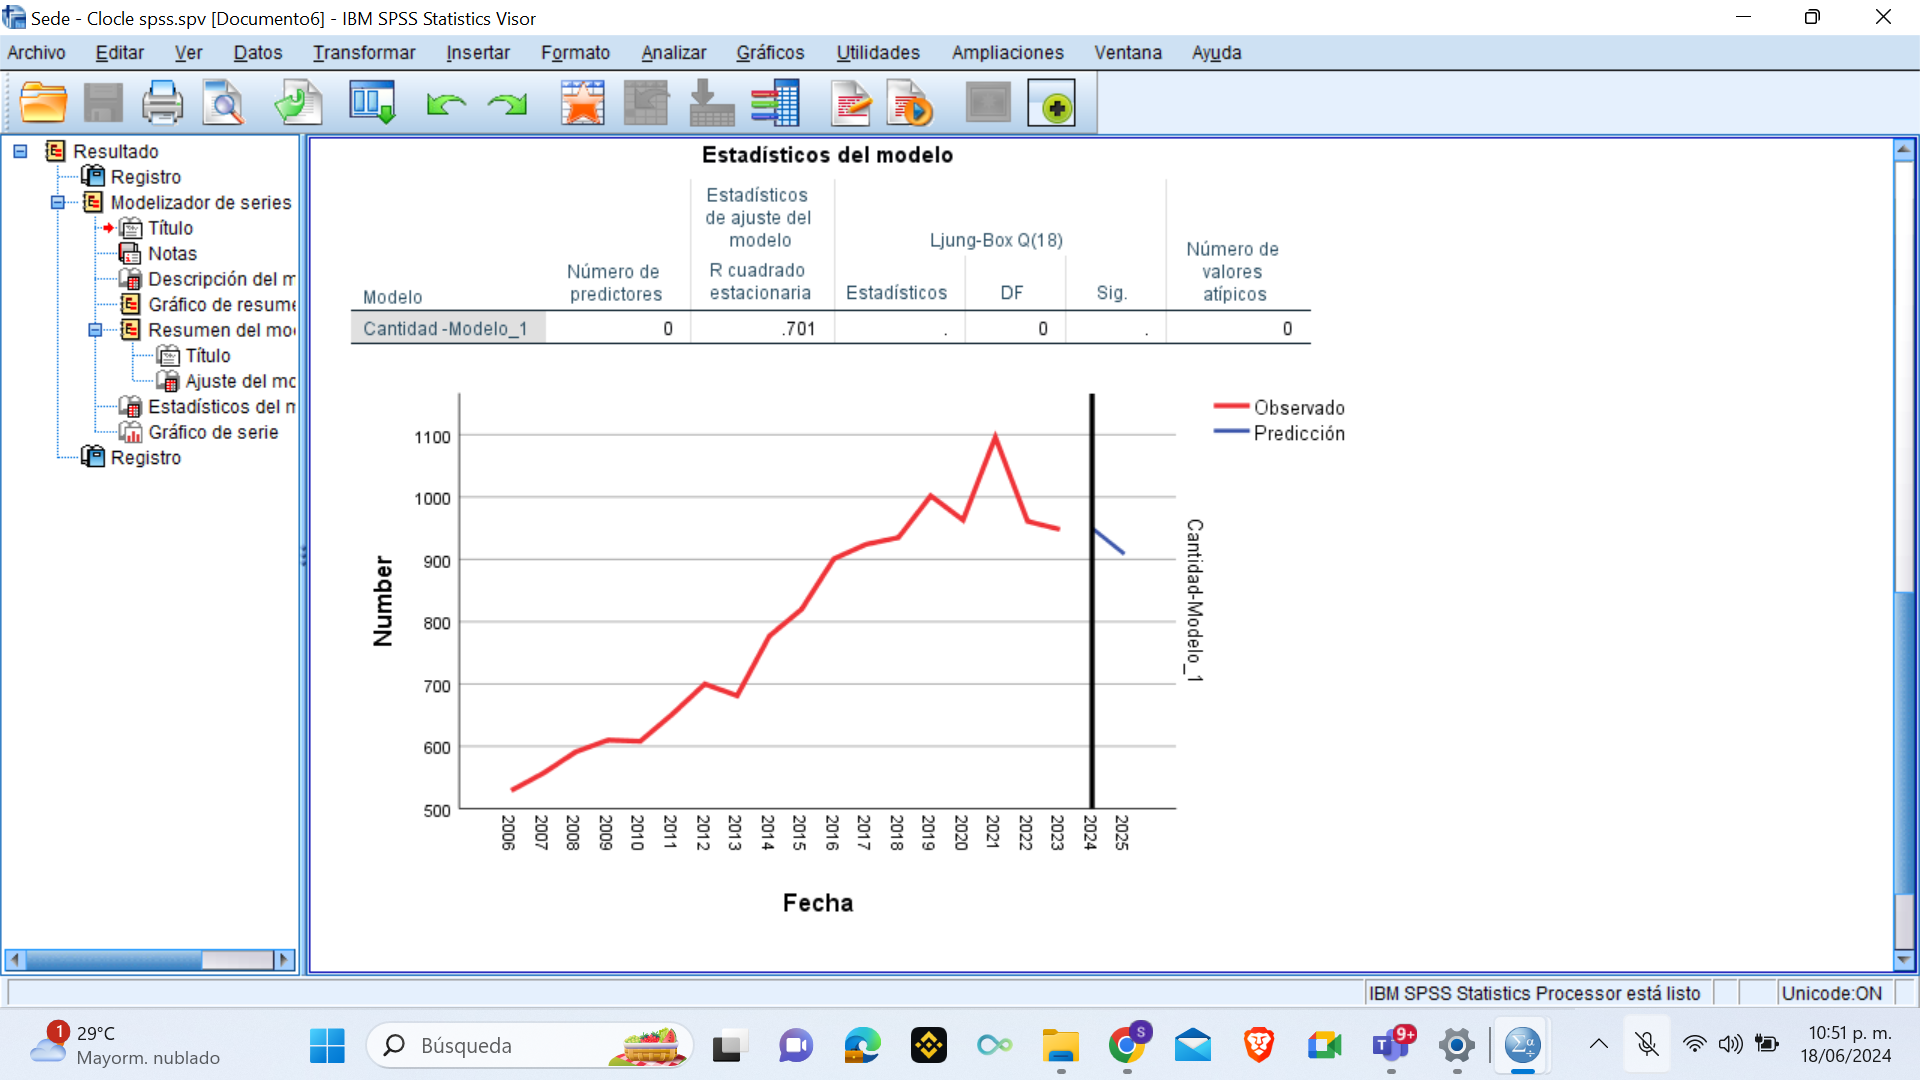 Sede - Clocle spss.spv [Documento6] - IBM SPSS Statistics Visor
Archivo Editar Ver Datos Transformar Insertar Formato Analizar Gráficos Utilidades Ampliaciones Ventana Ayuda
Resultado
Registro
Modelizador de series
Título
Notas
Descripción del m
Gráfico de resume
Resumen del mo
Título
Ajuste del mo
Estadísticos del m
Gráfico de serie
Registro
Estadísticos del modelo
Modelo
Número de
predictores
Estadísticos
de ajuste del
modelo
R cuadrado
estacionaria
Ljung-Box Q(18)
Estadísticos DF Sig.
Número de
valores
atípicos
Cantidad -Modelo_1 0 .701 . 0 . 0
Observado
Predicción
Number
1100
1000
900
800
700
600
500
2006 2007 2008 2009 2010 2011 2012 2013 2014 2015 2016 2017 2018 2019 2020 2021 2022 2023 2024 2025
Fecha
Cantidad-Modelo_1
IBM SPSS Statistics Processor está listo
Unicode:ON
1
29°C
Mayorm. nublado
Búsqueda
S
T
9+
Σα
10:51 p. m.
18/06/2024